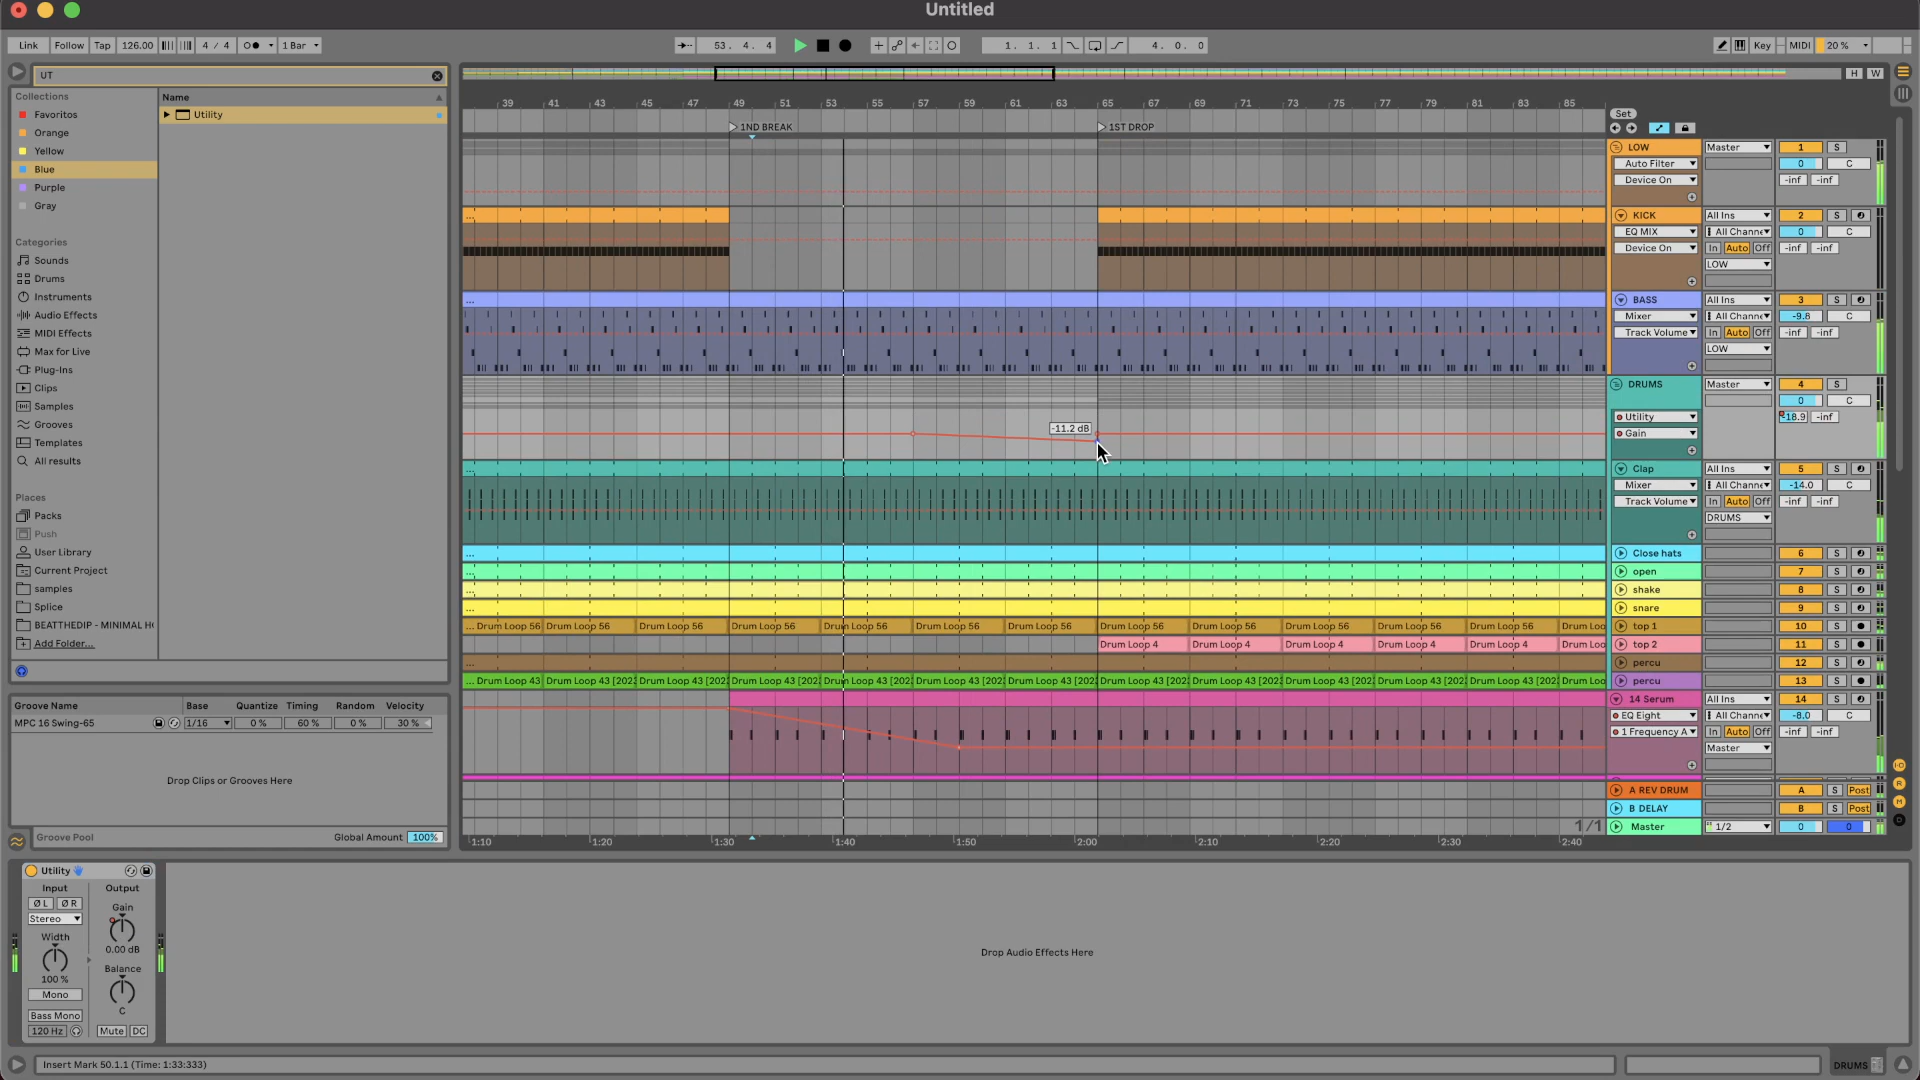 Untitled
Link Follow Tap 126.00 4 / 4 1 Bar 53. 4. 4 1. 1. 1 4. 0. 0 Key MIDI 20 %
UT
H W
Collections
Name
Favoritos
Utility
Orange
Yellow
Blue
Purple
Gray
Categories
Sounds
Drums
Instruments
Audio Effects
MIDI Effects
Max for Live
Plug-Ins
Clips
Samples
Grooves
Templates
All results
Places
Packs
Push
User Library
Current Project
samples
Splice
BEATTHEDIP - MINIMAL H
Add Folder...
Groove Name Base Quantize Timing Random Velocity
MPC 16 Swing-65 1/16 0 % 60 % 0 % 30 %
Drop Clips or Grooves Here
Groove Pool Global Amount 100%
39 41 43 45 47 49 51 53 55 57 59 61 63 65 67 69 71 73 75 77 79 81 83 85
Set
1ND BREAK 1ST DROP
LOW Master 1 S
Auto Filter 0 C
Device On -inf -inf
KICK All Ins 2 S
EQ MIX All Channe 0 C
Device On In Auto Off -inf -inf
LOW
BASS All Ins 3 S
Mixer All Channe -9.8 C
Track Volume In Auto Off -inf -inf
LOW
DRUMS Master 4 S
0 C
Utility -18.9 -inf
-11.2 dB
Gain
Clap All Ins 5 S
Mixer All Channe -14.0 C
Track Volume In Auto Off -inf -inf
DRUMS
Close hats 6 S
open 7 S
shake 8 S
snare 9 S
... Drum Loop 56 Drum Loop 56 Drum Loop 56 Drum Loop 56 Drum Loop 56 Drum Loop 56 Drum Loop 56 Drum Loop 56 Drum Loop 56 Drum Loop 56 Drum Loop 56 Drum Loop 56 Drum Loo top 1 10 S
Drum Loop 4 Drum Loop 4 Drum Loop 4 Drum Loop 4 Drum Loop 4 Drum Loo top 2 11 S
percu 12 S
... Drum Loop 43 Drum Loop 43 [202 Drum Loop 43 [202 Drum Loop 43 [202 Drum Loop 43 [202 Drum Loop 43 [202 Drum Loop 43 [202 Drum Loop 43 [202 Drum Loop 43 [202 Drum Loop 43 [202 Drum Loop 43 [202 Drum Loop 43 [202 Drum Loo percu 13 S
14 Serum All Ins 14 S
EQ Eight All Channe -8.0 C
1 Frequency A In Auto Off -inf -inf
Master
A REV DRUM A S Post
B DELAY B S Post
1/1 Master 1/2 0 0
1:10 1:20 1:30 1:40 1:50 2:00 2:10 2:20 2:30 2:40
Utility
Input Output
Ø L Ø R Gain
Stereo
Width
0.00 dB
Balance
100 %
Mono
C
Bass Mono
120 Hz Mute DC
Drop Audio Effects Here
Insert Mark 50.1.1 (Time: 1:33:333)
DRUMS